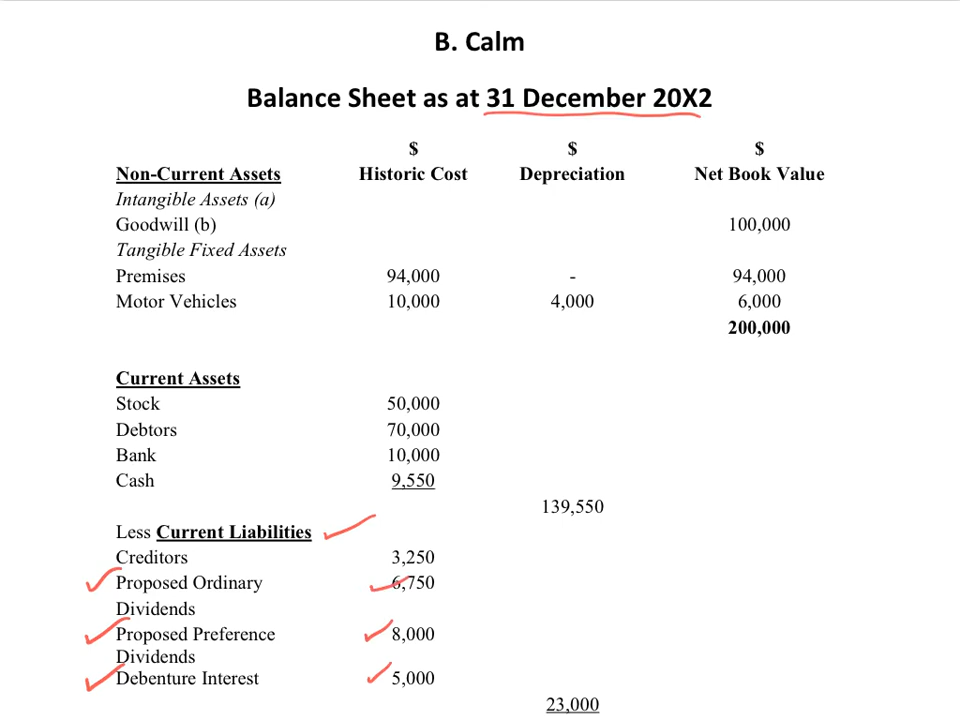 B. Calm
Balance Sheet as at 31 December 20X2
$ $ $
Non-Current Assets Historic Cost Depreciation Net Book Value
Intangible Assets (a)
Goodwill (b) 100,000
Tangible Fixed Assets
Premises 94,000 - 94,000
Motor Vehicles 10,000 4,000 6,000
200,000
Current Assets
Stock 50,000
Debtors 70,000
Bank 10,000
Cash 9,550
139,550
Less Current Liabilities
Creditors 3,250
Proposed Ordinary 6,750
Dividends
Proposed Preference 8,000
Dividends
Debenture Interest 5,000
23,000